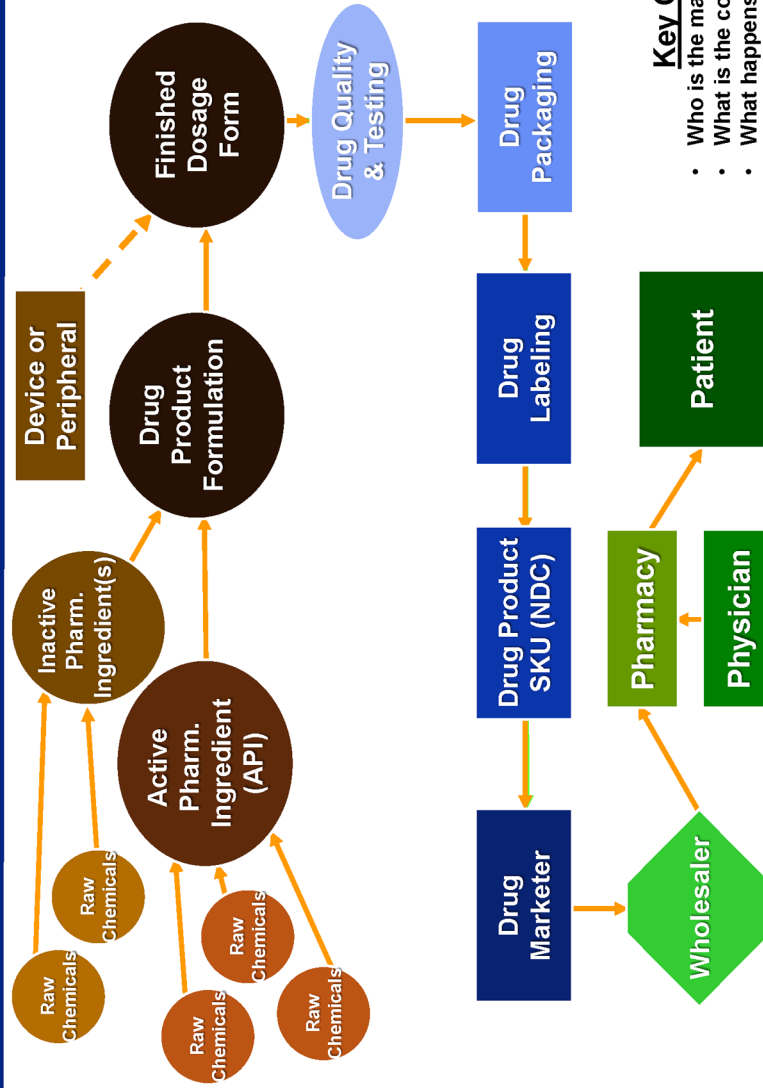 Raw
Chemicals
Raw
Chemicals
Raw
Chemicals
Raw
Chemicals
Raw
Chemicals
Inactive
Pharm.
Ingredient(s)
Active
Pharm.
Ingredient
(API)
Device or
Peripheral
Drug
Product
Formulation
Finished
Dosage
Form
Drug Quality
& Testing
Drug
Packaging
Drug
Labeling
Drug Product
SKU (NDC)
Drug
Marketer
Wholesaler
Pharmacy
Physician
Patient
Key
• Who is the
• What is the
• What happens